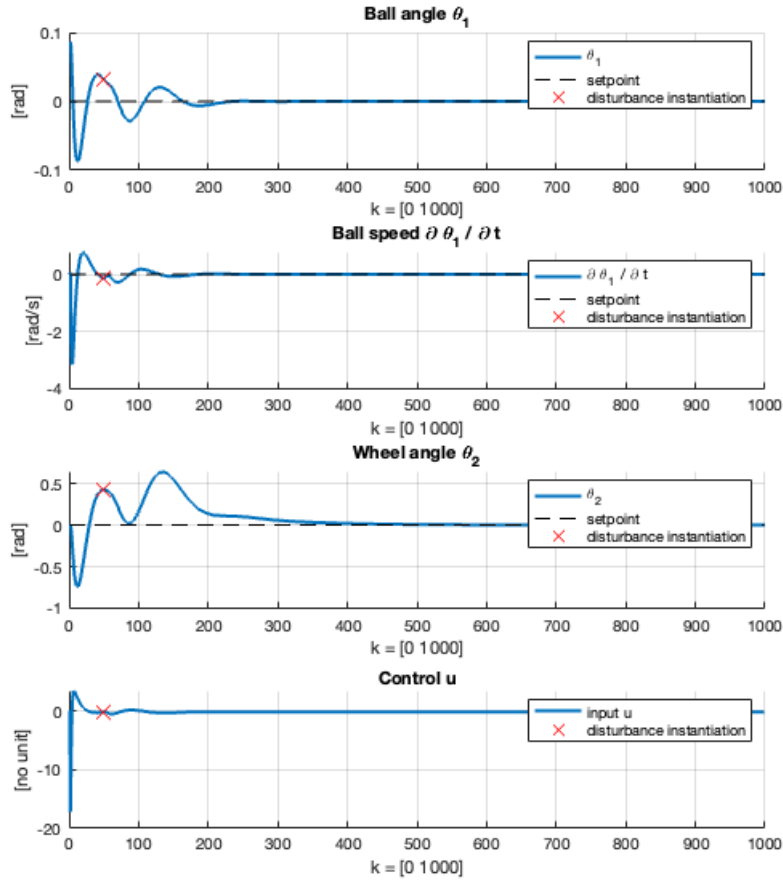 Ball angle θ₁
0.1
0
-0.1
[rad]
θ₁
setpoint
disturbance instantiation
0 100 200 300 400 500 600 700 800 900 1000
k = [0 1000]
Ball speed ∂ θ₁ / ∂ t
0
-2
-4
[rad/s]
∂ θ₁ / ∂ t
setpoint
disturbance instantiation
0 100 200 300 400 500 600 700 800 900 1000
k = [0 1000]
Wheel angle θ₂
0.5
0
-0.5
-1
[rad]
θ₂
setpoint
disturbance instantiation
0 100 200 300 400 500 600 700 800 900 1000
k = [0 1000]
Control u
0
-10
-20
[no unit]
input u
disturbance instantiation
0 100 200 300 400 500 600 700 800 900 1000
k = [0 1000]